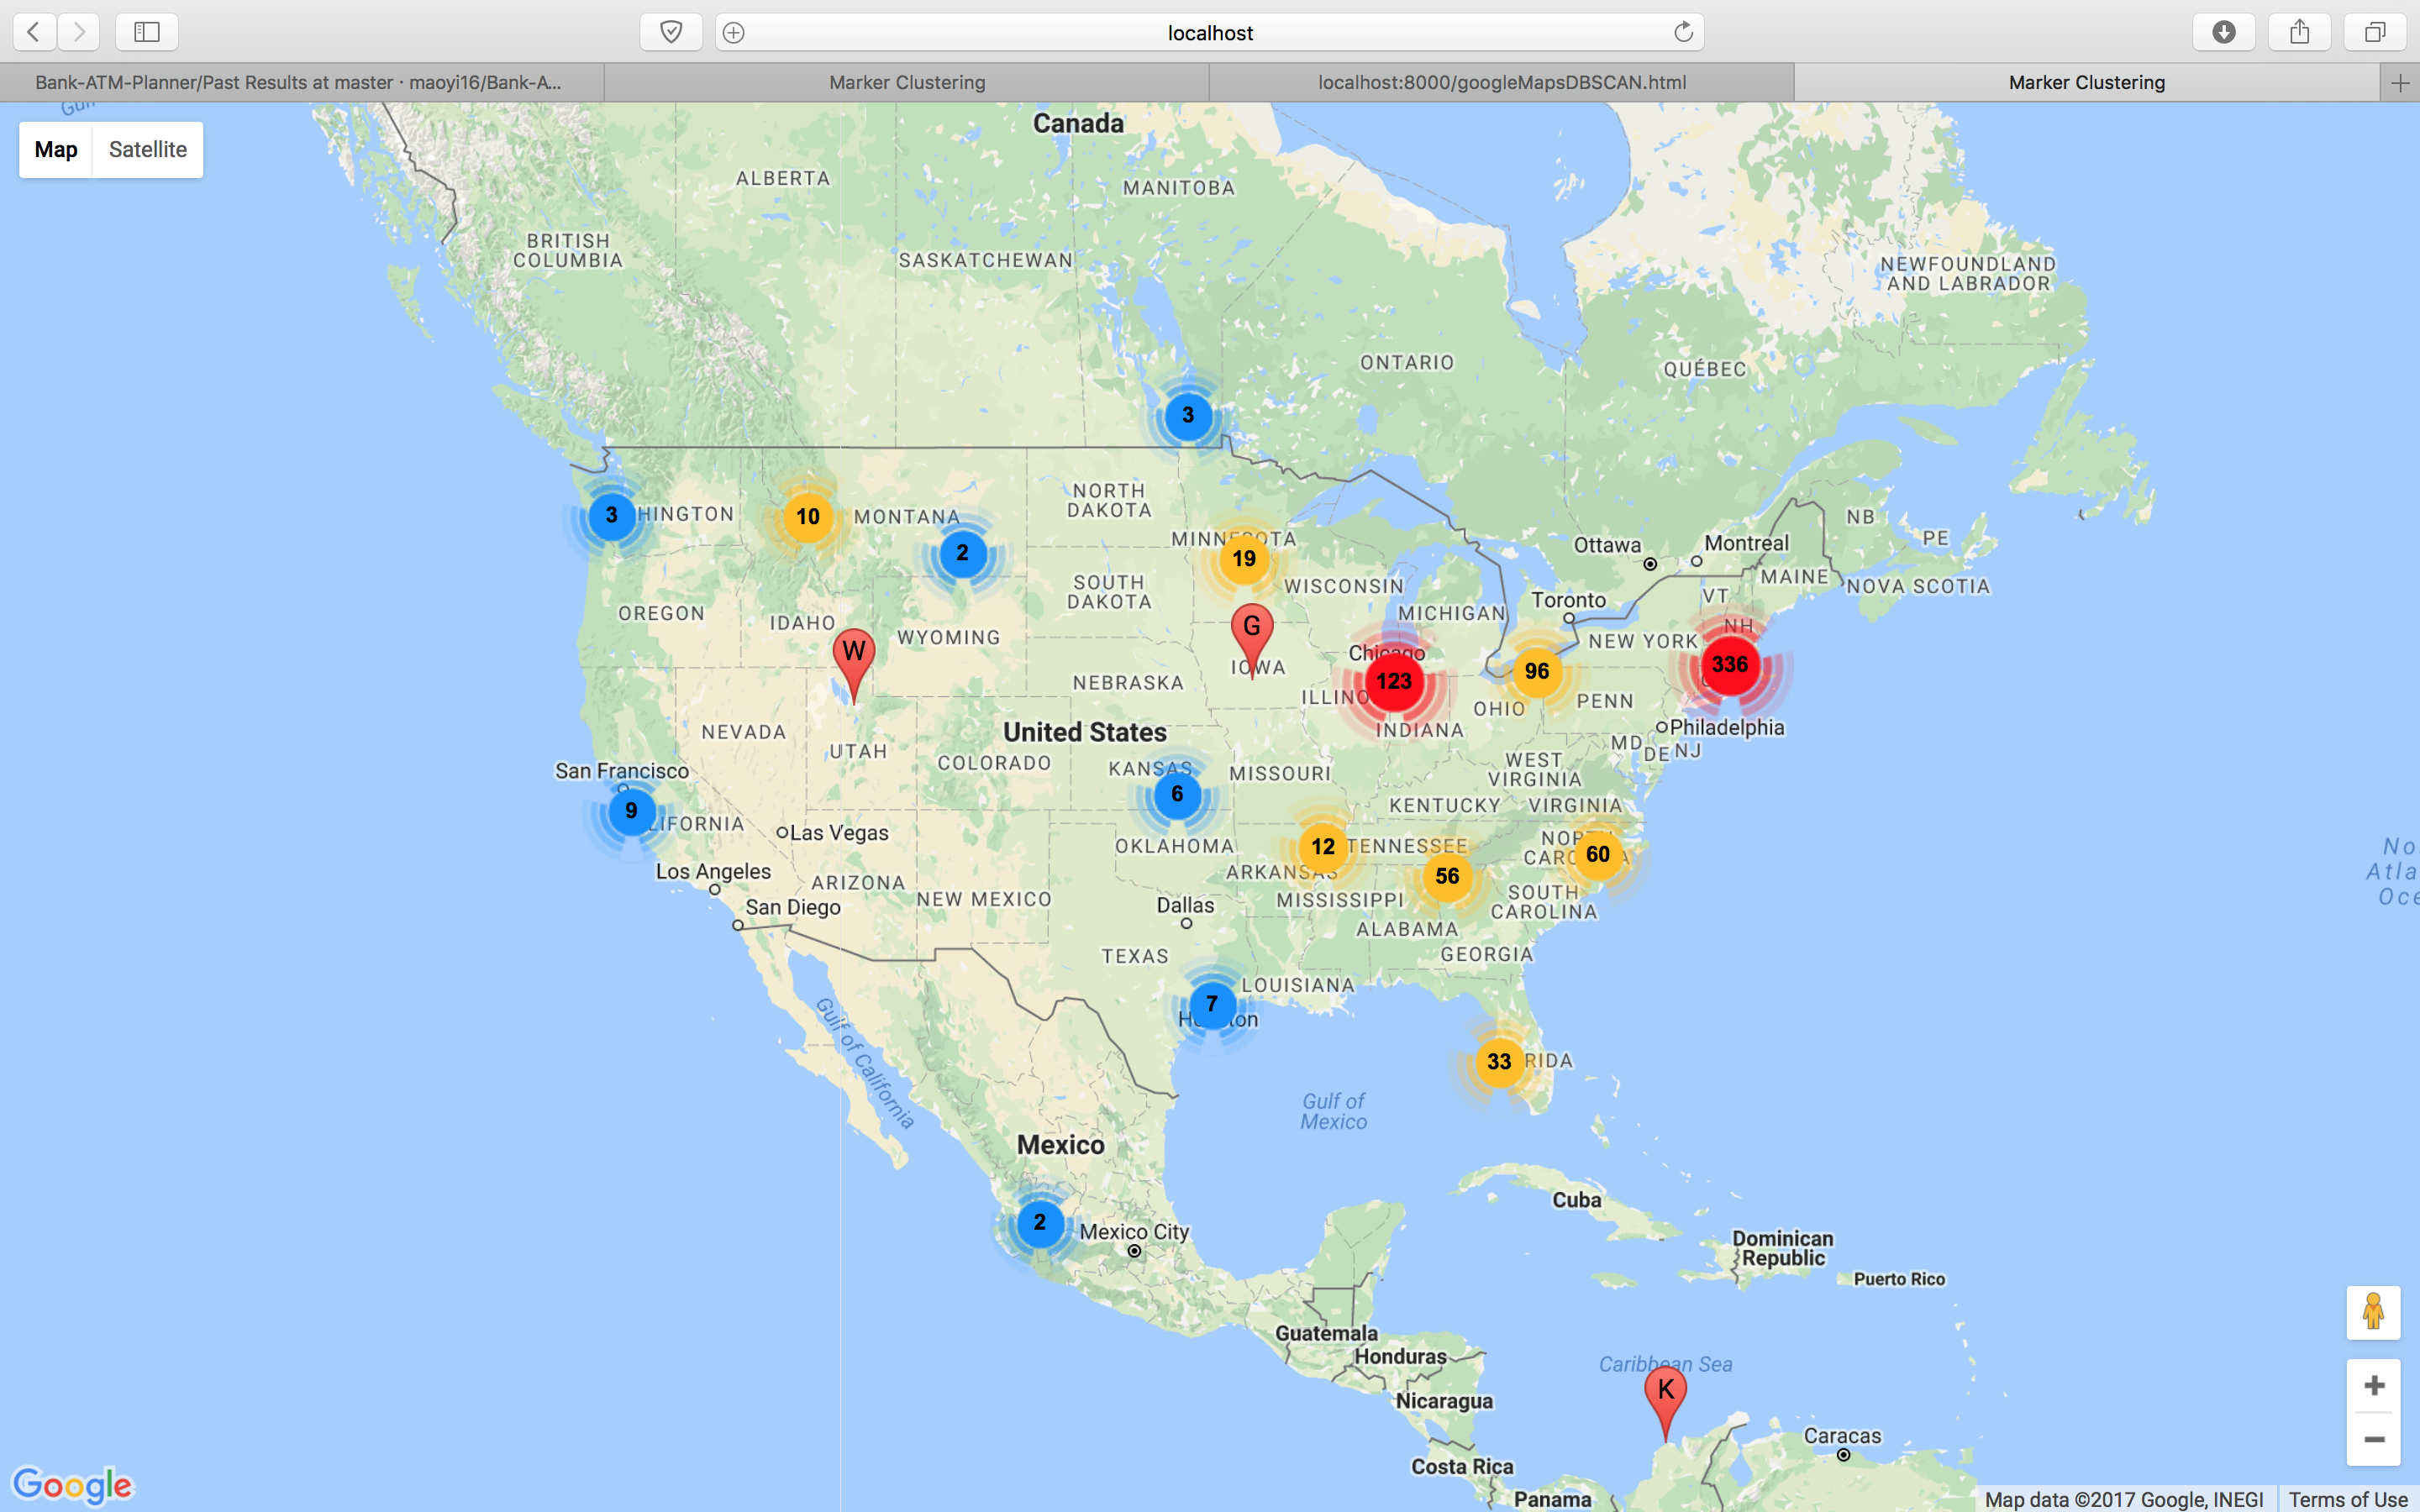 localhost
Bank-ATM-Planner/Past Results at master · maoyi16/Bank-A...
Marker Clustering
localhost:8000/googleMapsDBSCAN.html
Marker Clustering
Map
Satellite
Canada
ALBERTA
MANITOBA
BRITISH
COLUMBIA
SASKATCHEWAN
NEWFOUNDLAND
AND LABRADOR
ONTARIO
QUÉBEC
3
3
HINGTON
10
MONTANA
2
NORTH
DAKOTA
MINNESOTA
19
NB
PE
Ottawa
Montreal
MAINE
NOVA SCOTIA
SOUTH
DAKOTA
WISCONSIN
MICHIGAN
Toronto
VT
NH
OREGON
IDAHO
WYOMING
W
G
IOWA
NEW YORK
Chicago
123
96
336
NEBRASKA
ILLINO
OHIO
PENN
INDIANA
Philadelphia
NEVADA
United States
UTAH
COLORADO
MD
DE
NJ
San Francisco
9
LIFORNIA
KANSAS
6
MISSOURI
WEST
VIRGINIA
KENTUCKY
VIRGINIA
Las Vegas
OKLAHOMA
12
TENNESSEE
56
60
Los Angeles
ARIZONA
NEW MEXICO
ARKANSAS
San Diego
Dallas
MISSISSIPPI
SOUTH
CAROLINA
ALABAMA
TEXAS
GEORGIA
LOUISIANA
7
33
RIDA
Gulf of California
Gulf of
Mexico
Mexico
2
Mexico City
Cuba
Dominican
Republic
Puerto Rico
Guatemala
Honduras
Nicaragua
Caribbean Sea
K
Caracas
Costa Rica
Panama
No
Atla
Oce
Google
Map data ©2017 Google, INEGI
Terms of Use